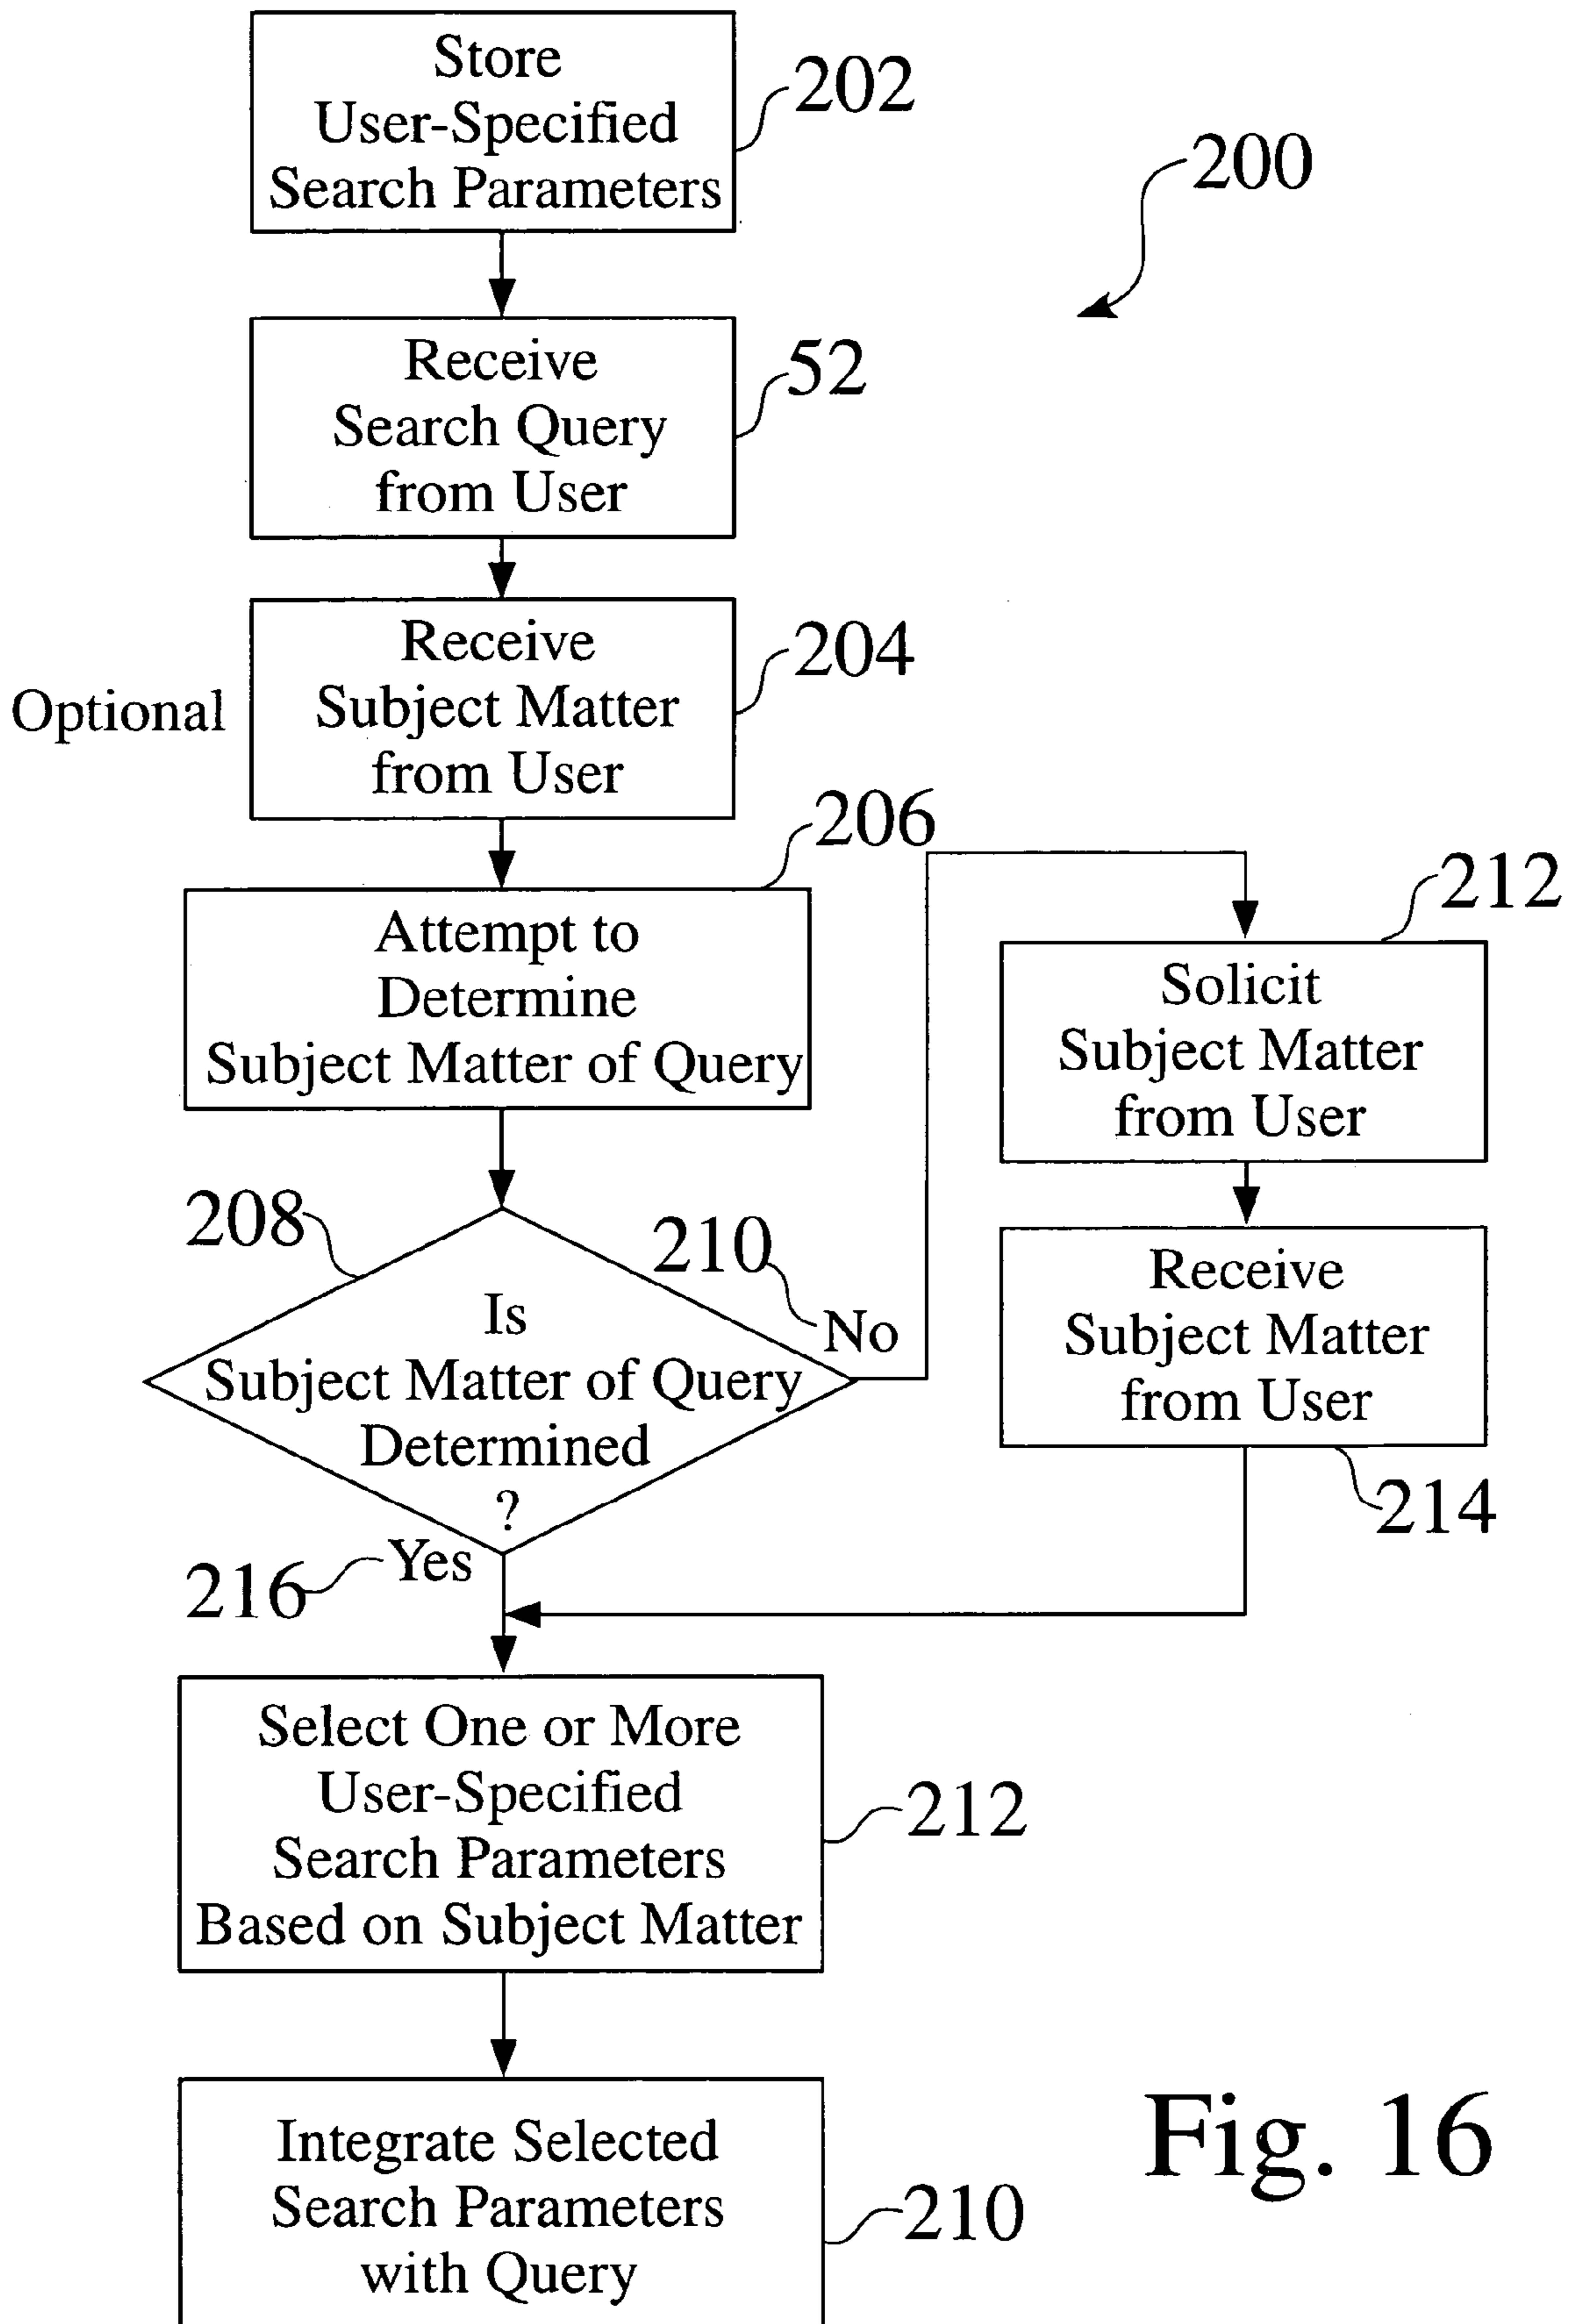 Store
User-Specified
Search Parameters
202
200
Receive
Search Query
from User
52
Optional
Receive
Subject Matter
from User
204
206
Attempt to
Determine
Subject Matter of Query
212
Solicit
Subject Matter
from User
208
210
No
Is
Subject Matter of Query
Determined
?
Receive
Subject Matter
from User
214
Yes
216
Select One or More
User-Specified
Search Parameters
Based on Subject Matter
212
Integrate Selected
Search Parameters
with Query
210
Fig. 16